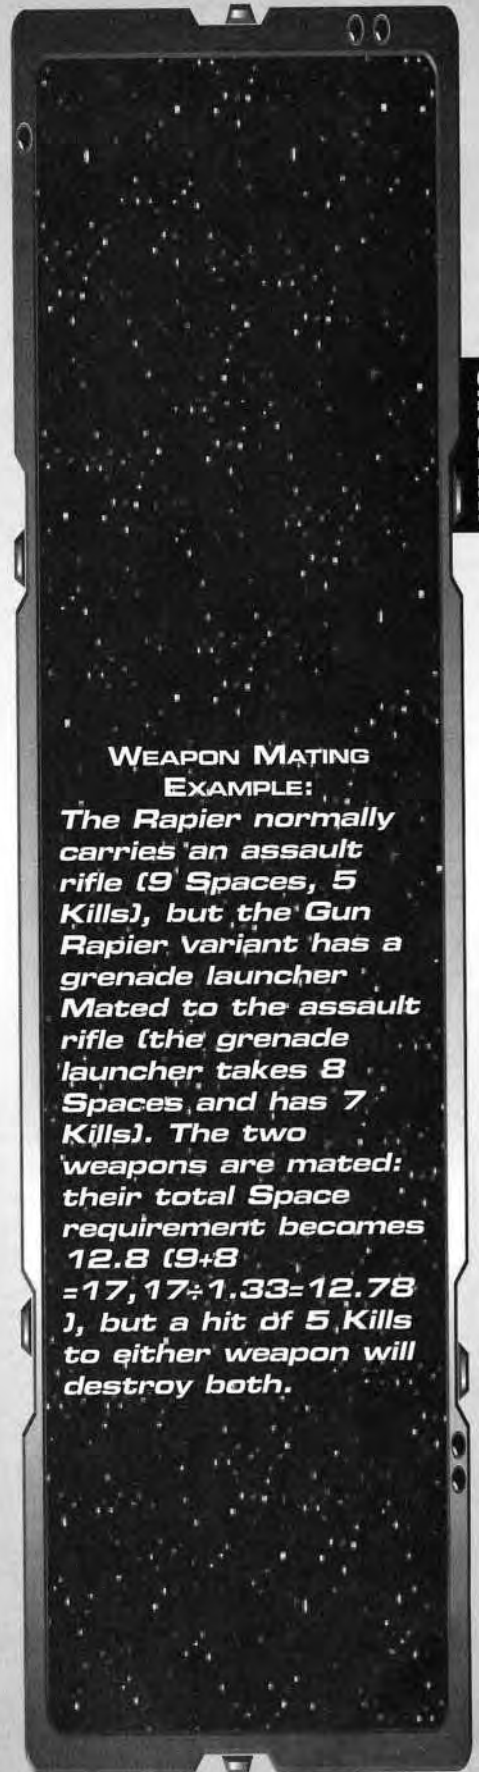 WEAPON MATING
EXAMPLE:
The Rapier normally
carries an assault
rifle (9 Spaces, 5
Kills), but the Gun
Rapier variant has a
grenade launcher
Mated to the assault
rifle (the grenade
launcher takes 8
Spaces and has 7
Kills). The two
weapons are mated:
their total Space
requirement becomes
12.8 (9+8
=17, 17÷1.33=12.78
), but a hit of 5 Kills
to either weapon will
destroy both.